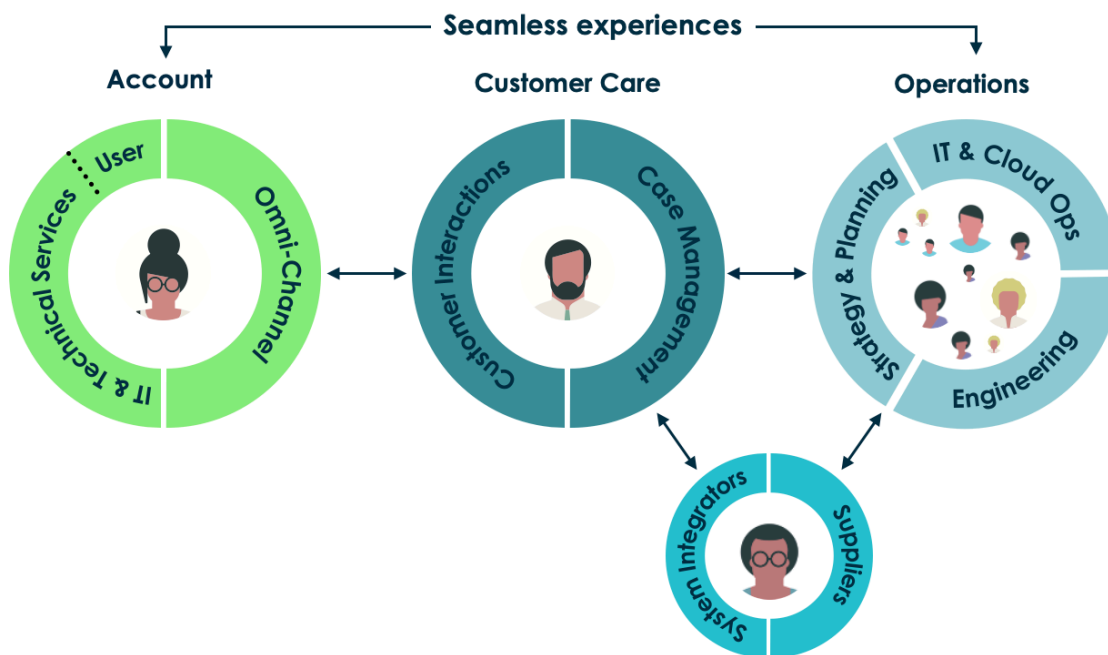 Seamless experiences
Account
Customer Care
Operations
User
IT & Technical Services
Omni-Channel
Customer Interactions
Case Management
Strategy & Planning
IT & Cloud Ops
Engineering
System Integrators
Suppliers